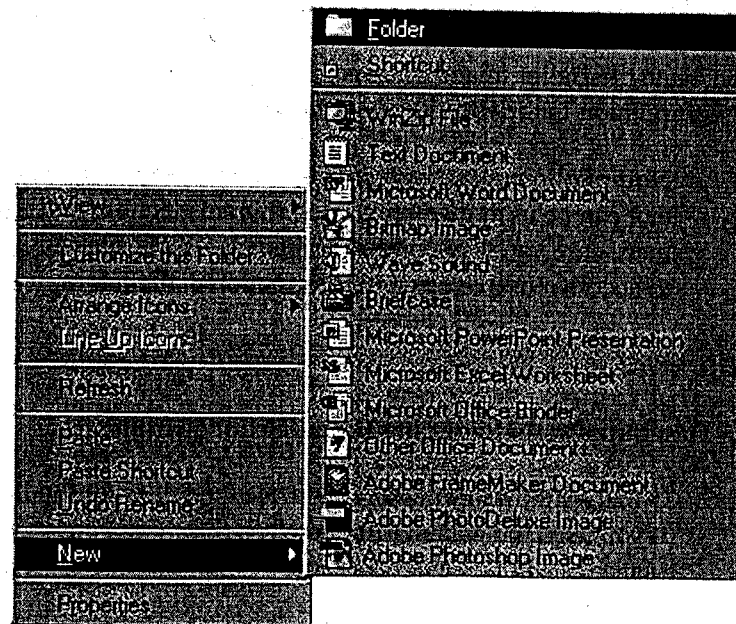 View
Customize this Folder...
Arrange Icons
Line Up Icons
Refresh
Paste
Paste Shortcut
Undo Rename
New
Properties
Folder
Shortcut
WinZip File
Text Document
Microsoft Word Document
Bitmap Image
Wave Sound
Briefcase
Microsoft PowerPoint Presentation
Microsoft Excel Worksheet
Microsoft Office Binder
Other Office Documents...
Adobe FrameMaker Document
Adobe PhotoDeluxe Image
Adobe Photoshop Image